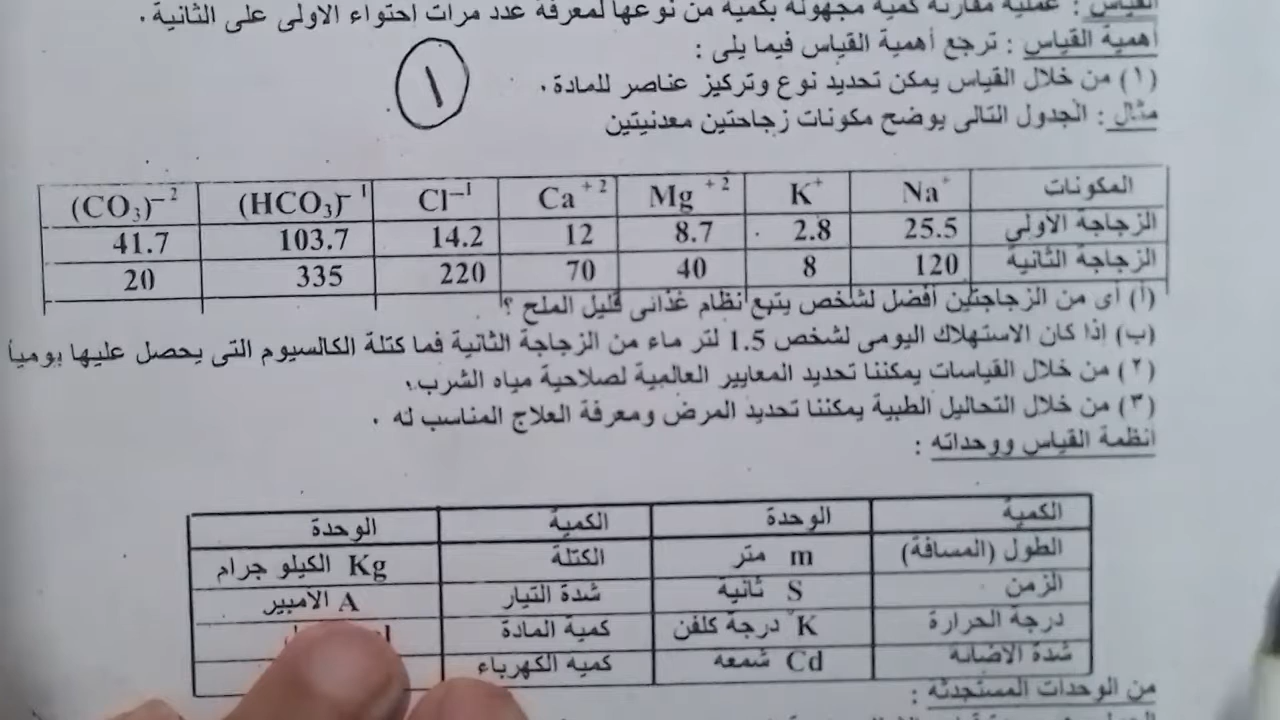 القياس : عملية مقارنة كمية مجهولة بكمية من نوعها لمعرفة عدد مرات احتواء الاولى على الثانية .
أهمية القياس : ترجع أهمية القياس فيما يلى :
(١) من خلال القياس يمكن تحديد نوع وتركيز عناصر للمادة .
١
مثال : الجدول التالى يوضح مكونات زجاجتين معدنيتين
المكونات Na+ K+ Mg +2 Ca +2 Cl–1 (HCO3)– 1 (CO3)– 2
الزجاجة الاولى 25.5 2.8 8.7 12 14.2 103.7 41.7
الزجاجة الثانية 120 8 40 70 220 335 20
(أ) أى من الزجاجتين أفضل لشخص يتبع نظام غذائى قليل الملح ؟
(ب) إذا كان الاستهلاك اليومى لشخص 1.5 لتر ماء من الزجاجة الثانية فما كتلة الكالسيوم التى يحصل عليها يومياً
(٢) من خلال القياسات يمكننا تحديد المعايير العالمية لصلاحية مياه الشرب .
(٣) من خلال التحاليل الطبية يمكننا تحديد المرض ومعرفة العلاج المناسب له .
انظمة القياس ووحداته :
الكمية الوحدة الكمية الوحدة
الطول (المسافة) m متر الكتلة Kg الكيلو جرام
الزمن S ثانية شدة التيار A الأمبير
درجة الحرارة K° درجة كلفن كمية المادة
شدة الاضائة Cd شمعه كميه الكهرباء
من الوحدات المستجدثه :